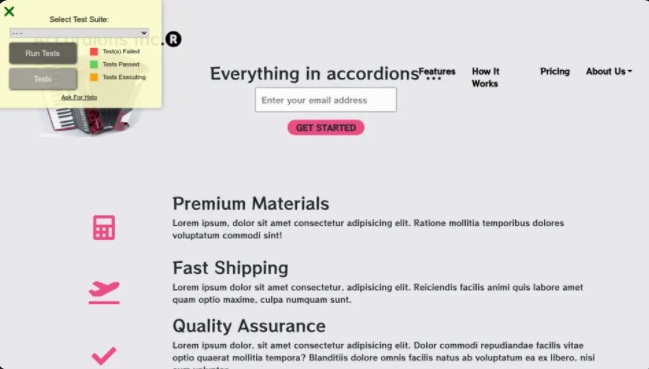 Select Test Suite:
- - -
Accordions Inc.®
Run Tests
Test(s) Failed
Tests Passed
Tests
Tests Executing
Ask For Help
Everything in accordions ...
Features
How It Works
Pricing
About Us
Enter your email address
GET STARTED
Premium Materials
Lorem ipsum, dolor sit amet consectetur adipisicing elit. Ratione mollitia temporibus dolores
voluptatum commodi sint!
Fast Shipping
Lorem ipsum dolor sit amet consectetur, adipisicing elit. Reiciendis facilis animi quis labore amet
quam optio maxime, culpa numquam sunt.
Quality Assurance
Lorem ipsum dolor, sit amet consectetur adipisicing elit. Dolor commodi repudiandae facilis vitae
optio quaerat mollitia tempora? Blanditiis dolore omnis facilis natus ab voluptatum ea ex libero, nisi